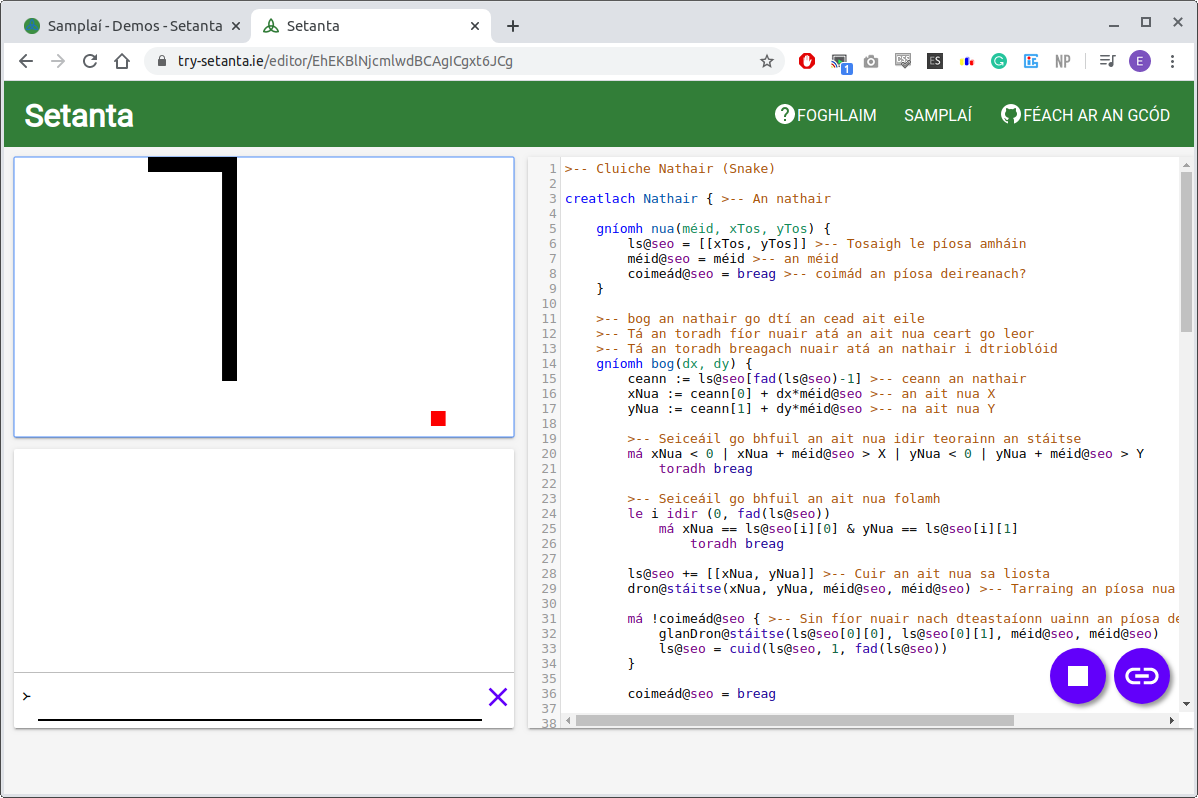 Samplaí - Demos - Setanta
Setanta
try-setanta.ie/editor/EhEKBlNjcmlwdBCAgICgxt6JCg
1
CSS
ES
G
NP
E
Setanta
? FOGHLAIM
SAMPLAÍ
FÉACH AR AN GCÓD
1 >-- Cluiche Nathair (Snake)
2
3 creatlach Nathair { >-- An nathair
4
5 gníomh nua(méid, xTos, yTos) {
6 ls@seo = [[xTos, yTos]] >-- Tosaigh le píosa amháin
7 méid@seo = méid >-- an méid
8 coimeád@seo = breag >-- coimád an píosa deireanach?
9 }
10
11 >-- bog an nathair go dtí an cead ait eile
12 >-- Tá an toradh fíor nuair atá an ait nua ceart go leor
13 >-- Tá an toradh breagach nuair atá an nathair i dtrioblóid
14 gníomh bog(dx, dy) {
15 ceann := ls@seo[fad(ls@seo)-1] >-- ceann an nathair
16 xNua := ceann[0] + dx*méid@seo >-- an ait nua X
17 yNua := ceann[1] + dy*méid@seo >-- na ait nua Y
18
19 >-- Seiceáil go bhfuil an ait nua idir teorainn an stáitse
20 má xNua < 0 | xNua + méid@seo > X | yNua < 0 | yNua + méid@seo > Y
21 toradh breag
22
23 >-- Seiceáil go bhfuil an ait nua folamh
24 le i idir (0, fad(ls@seo))
25 má xNua == ls@seo[i][0] & yNua == ls@seo[i][1]
26 toradh breag
27
28 ls@seo += [[xNua, yNua]] >-- Cuir an ait nua sa liosta
29 dron@stáitse(xNua, yNua, méid@seo, méid@seo) >-- Tarraing an píosa nua
30
31 má !coimeád@seo { >-- Sin fíor nuair nach dteastaíonn uainn an píosa de
32 glanDron@stáitse(ls@seo[0][0], ls@seo[0][1], méid@seo, méid@seo)
33 ls@seo = cuid(ls@seo, 1, fad(ls@seo))
34 }
35
36 coimeád@seo = breag
37
38
≻